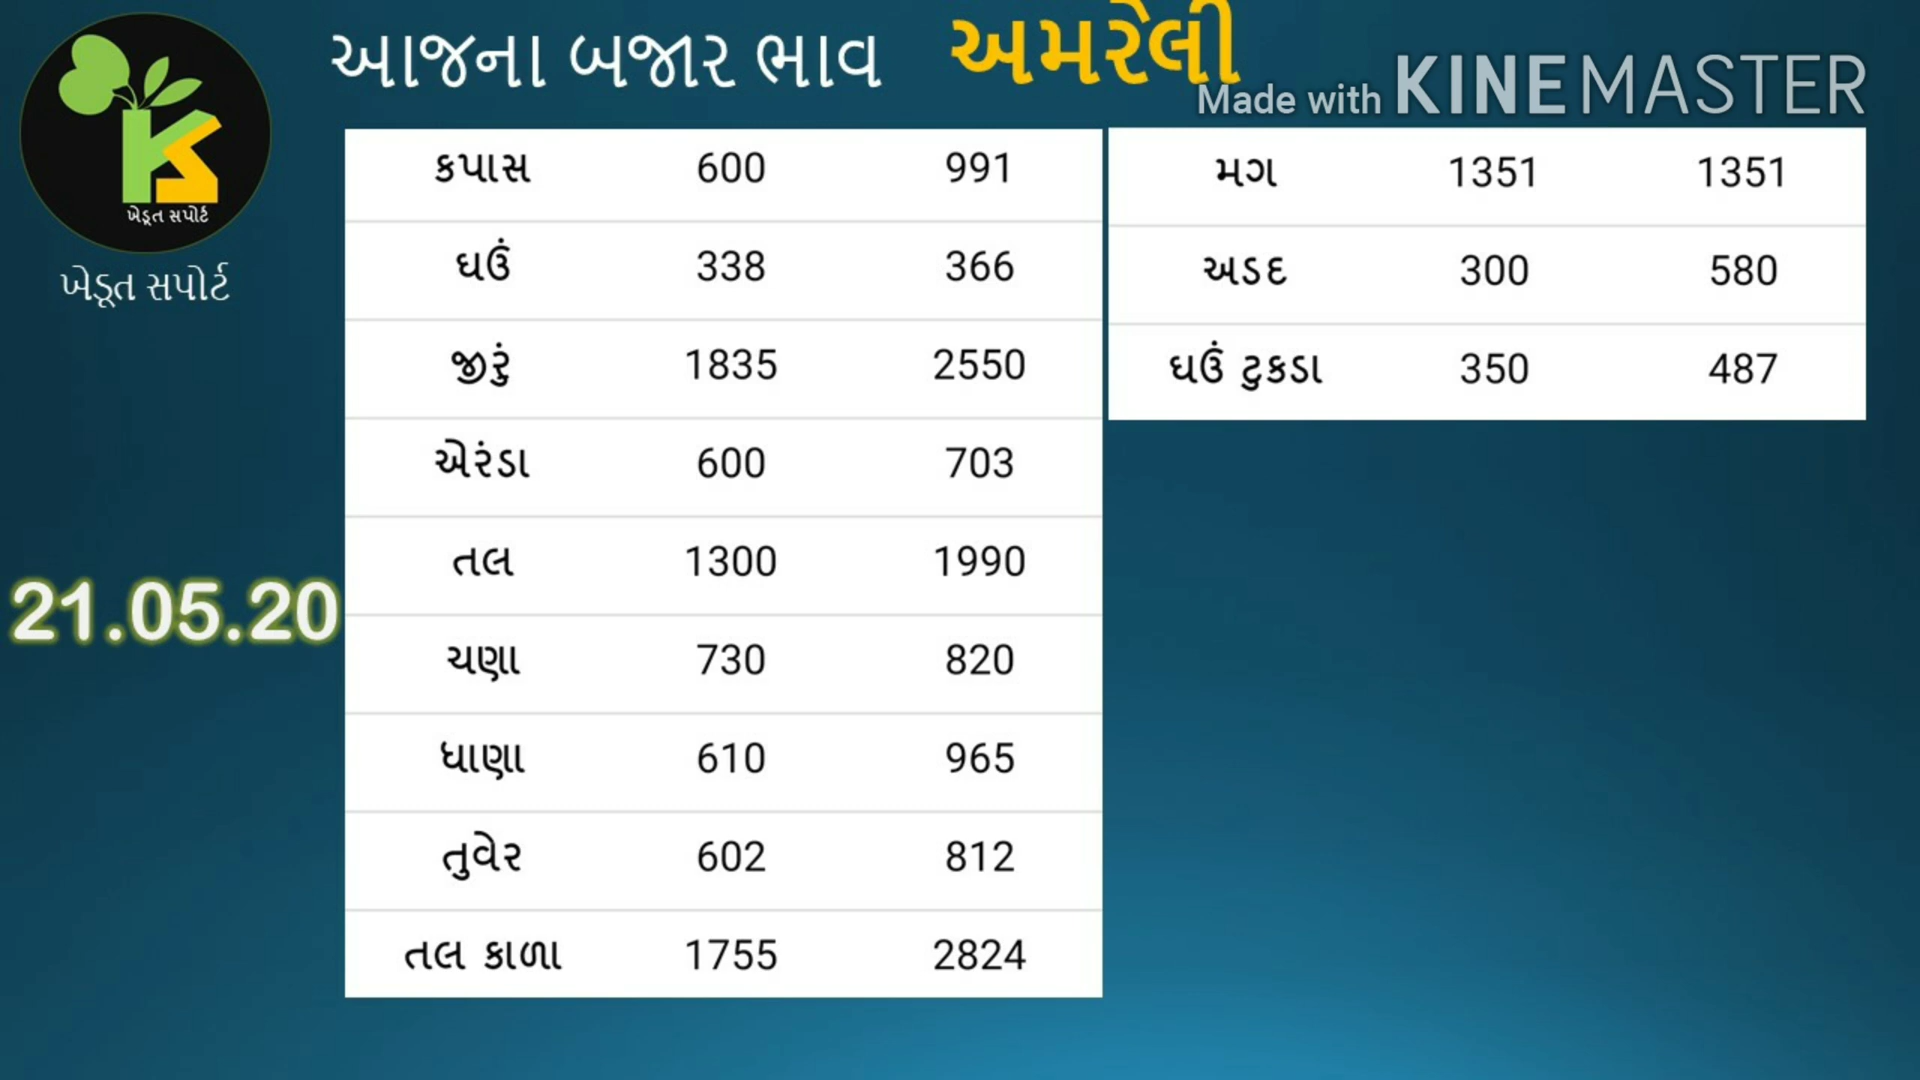 આજના બજાર ભાવ અમરેલી
Made with KINEMASTER
ખેડૂત સપોર્ટ
ખેડૂત સપોર્ટ
21.05.20
કપાસ 600 991
ઘઉં 338 366
જીરું 1835 2550
એરંડા 600 703
તલ 1300 1990
ચણા 730 820
ધાણા 610 965
તુવેર 602 812
તલ કાળા 1755 2824
મગ 1351 1351
અડદ 300 580
ઘઉં ટુકડા 350 487